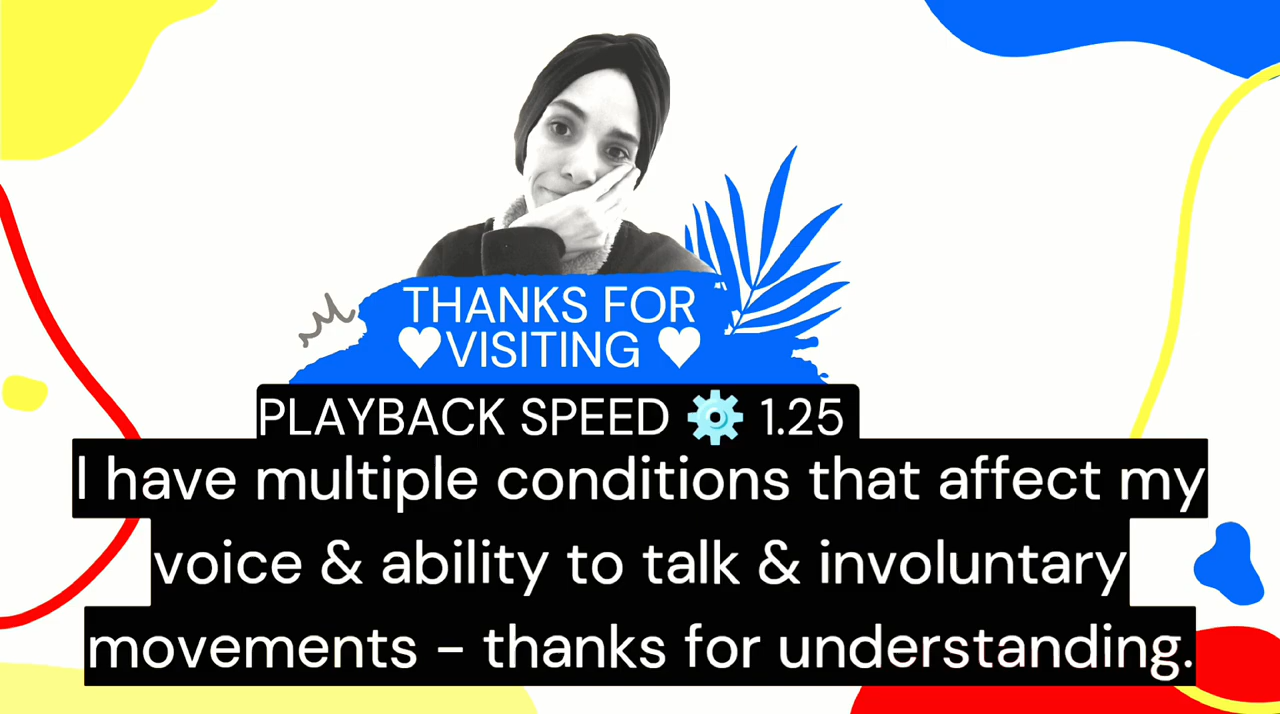 THANKS FOR
🤍VISITING 🤍
PLAYBACK SPEED ⚙️ 1.25
I have multiple conditions that affect my
voice & ability to talk & involuntary
movements - thanks for understanding.